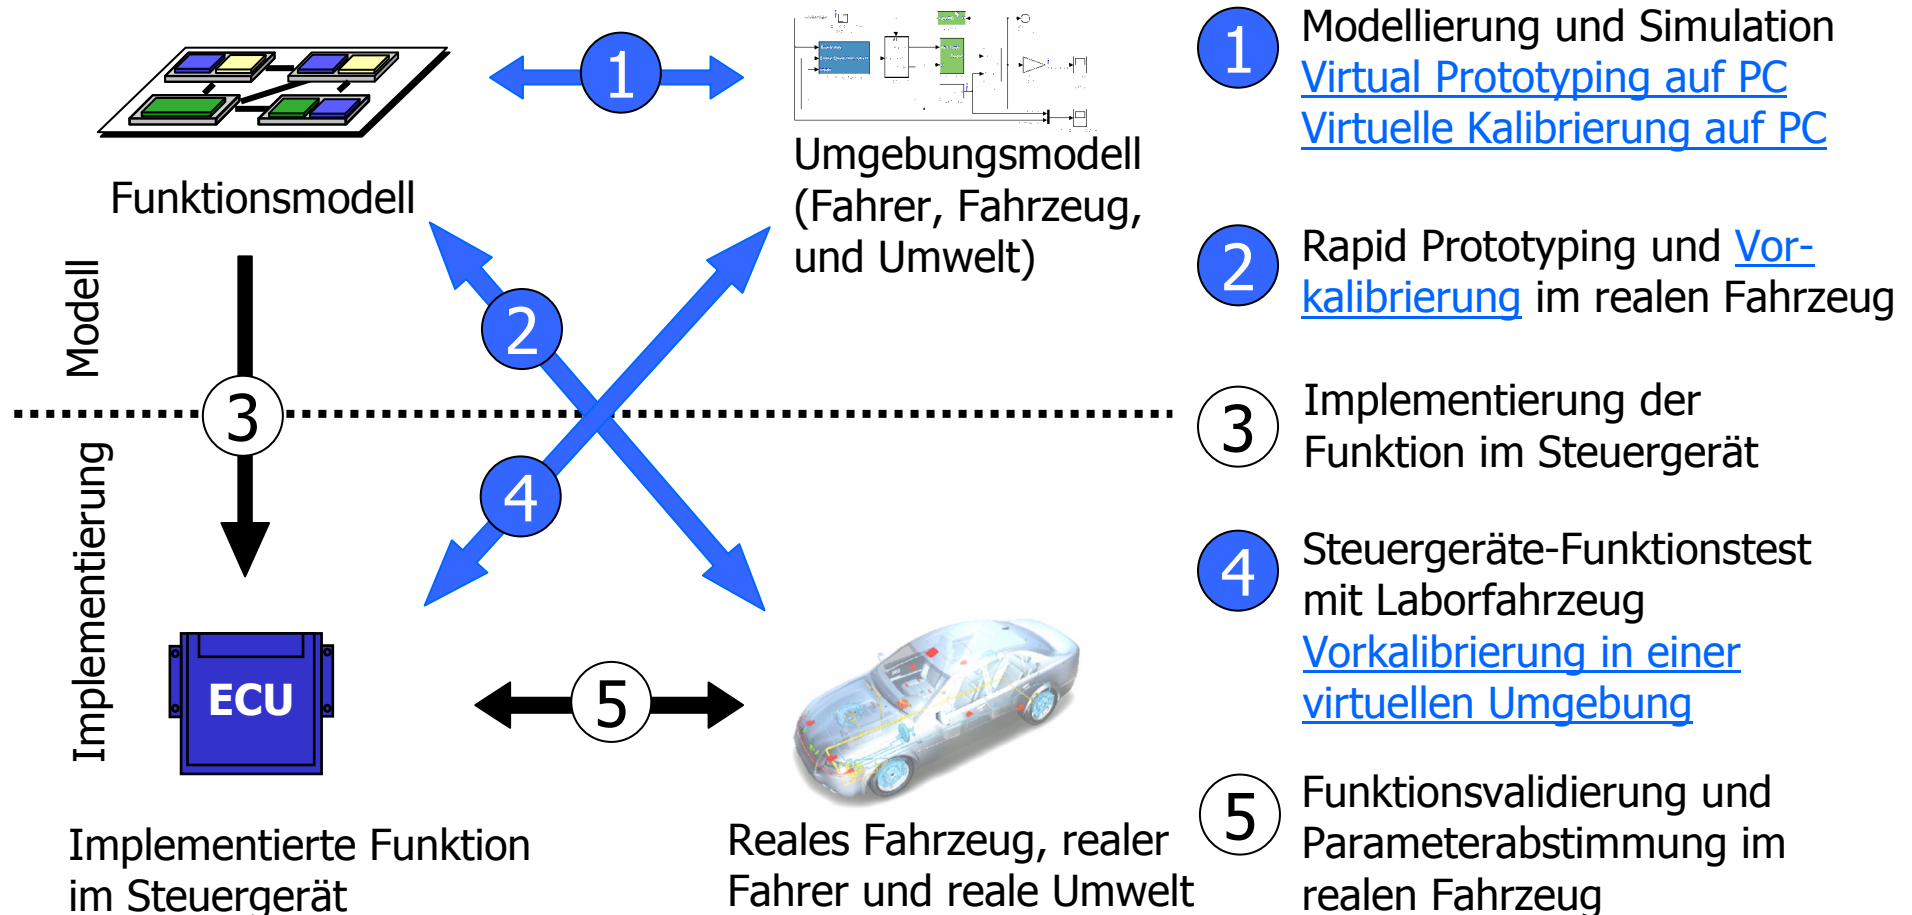 1
Funktionsmodell
Umgebungsmodell
(Fahrer, Fahrzeug,
und Umwelt)
Modell
Implementierung
2
3
4
ECU
5
Implementierte Funktion
im Steuergerät
Reales Fahrzeug, realer
Fahrer und reale Umwelt
1
Modellierung und Simulation
Virtual Prototyping auf PC
Virtuelle Kalibrierung auf PC
2
Rapid Prototyping und Vor-
kalibrierung im realen Fahrzeug
3
Implementierung der
Funktion im Steuergerät
4
Steuergeräte-Funktionstest
mit Laborfahrzeug
Vorkalibrierung in einer
virtuellen Umgebung
5
Funktionsvalidierung und
Parameterabstimmung im
realen Fahrzeug